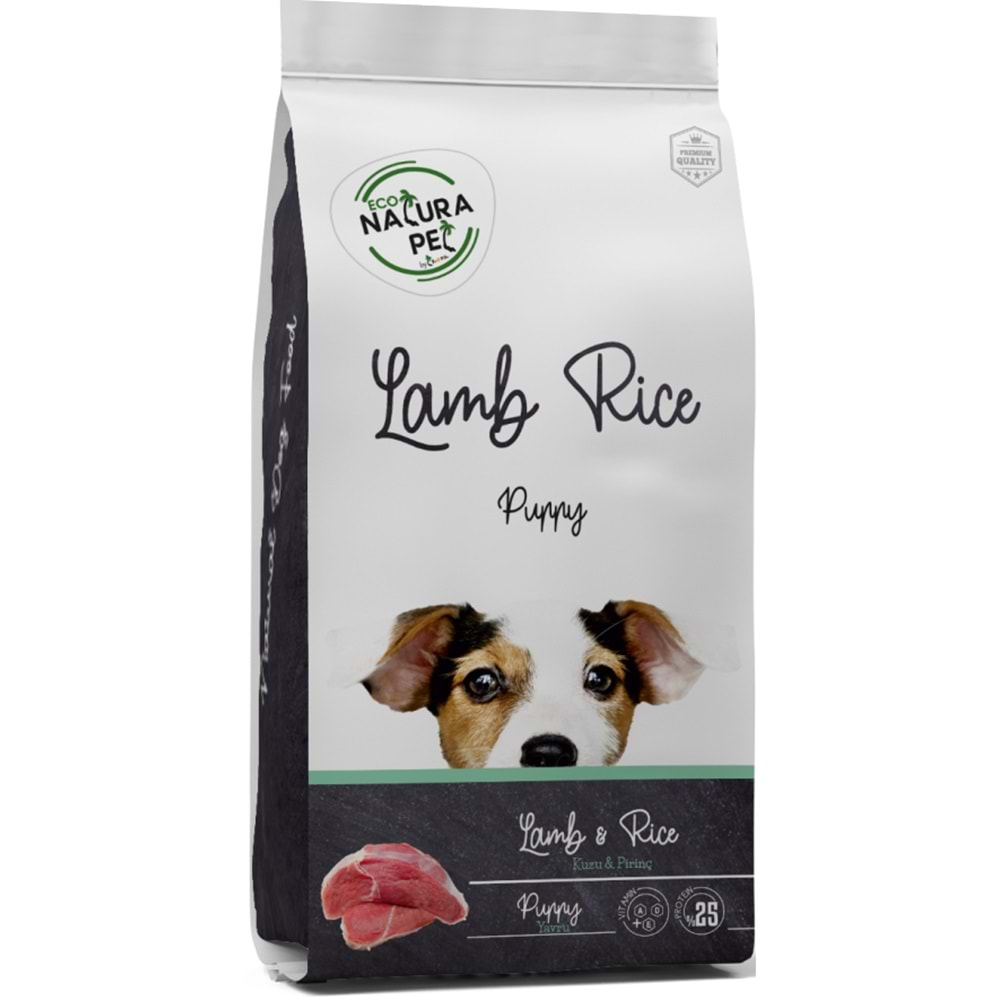 ECO
NATURA
PET
by
PREMIUM
QUALITY
Lamb Rice
Puppy
Natural Dog Food
Lamb & Rice
Kuzu & Pirinç
Puppy
Yavru
VITAMIN
A D
+ E
PROTEIN
%25